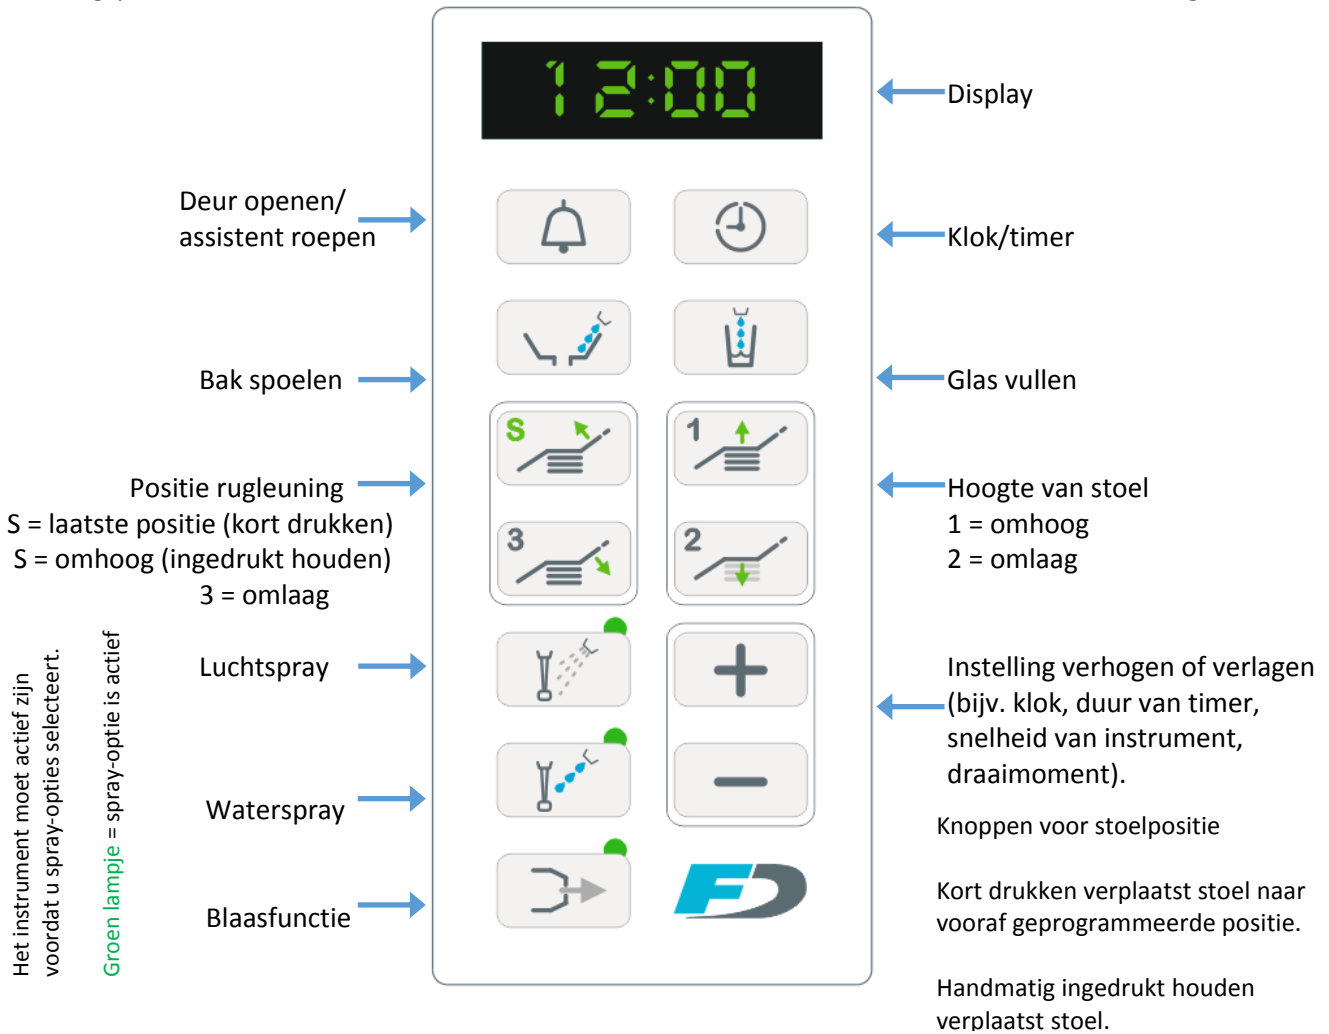 12:00
Display
Deur openen/
assistent roepen
Klok/timer
Bak spoelen
Glas vullen
S
1
3
2
Positie rugleuning
S = laatste positie (kort drukken)
S = omhoog (ingedrukt houden)
3 = omlaag
Hoogte van stoel
1 = omhoog
2 = omlaag
Luchtspray
Waterspray
Blaasfunctie
Instelling verhogen of verlagen
(bijv. klok, duur van timer,
snelheid van instrument,
draaimoment).
Knoppen voor stoelpositie
Kort drukken verplaatst stoel naar
vooraf geprogrammeerde positie.
Handmatig ingedrukt houden
verplaatst stoel.
Het instrument moet actief zijn
voordat u spray-opties selecteert.
Groen lampje = spray-optie is actief